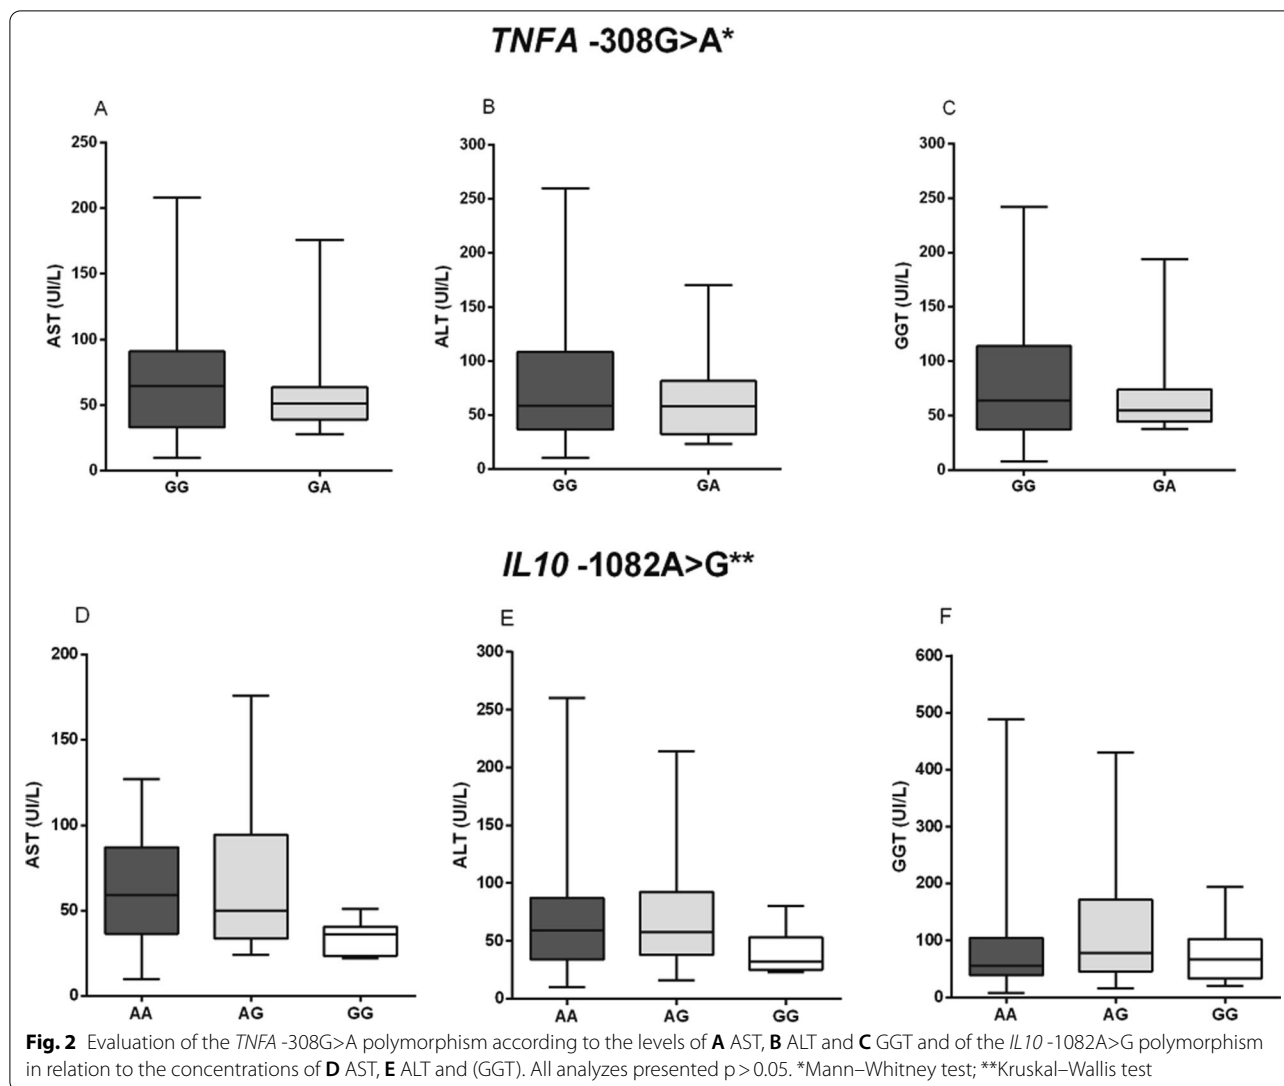 TNFA -308G>A*
A
B
C
250
200
150
100
50
0
AST (UI/L)
GG
GA
300
250
200
150
100
50
0
ALT (UI/L)
GG
GA
300
250
200
150
100
50
0
GGT (UI/L)
GG
GA
IL10 -1082A>G**
D
E
F
200
150
100
50
0
AST (UI/L)
AA
AG
GG
300
250
200
150
100
50
0
ALT (UI/L)
AA
AG
GG
600
500
400
300
200
100
0
GGT (UI/L)
AA
AG
GG
Fig. 2 Evaluation of the TNFA -308G>A polymorphism according to the levels of A AST, B ALT and C GGT and of the IL10 -1082A>G polymorphism
in relation to the concentrations of D AST, E ALT and (GGT). All analyzes presented p > 0.05. *Mann–Whitney test; **Kruskal–Wallis test